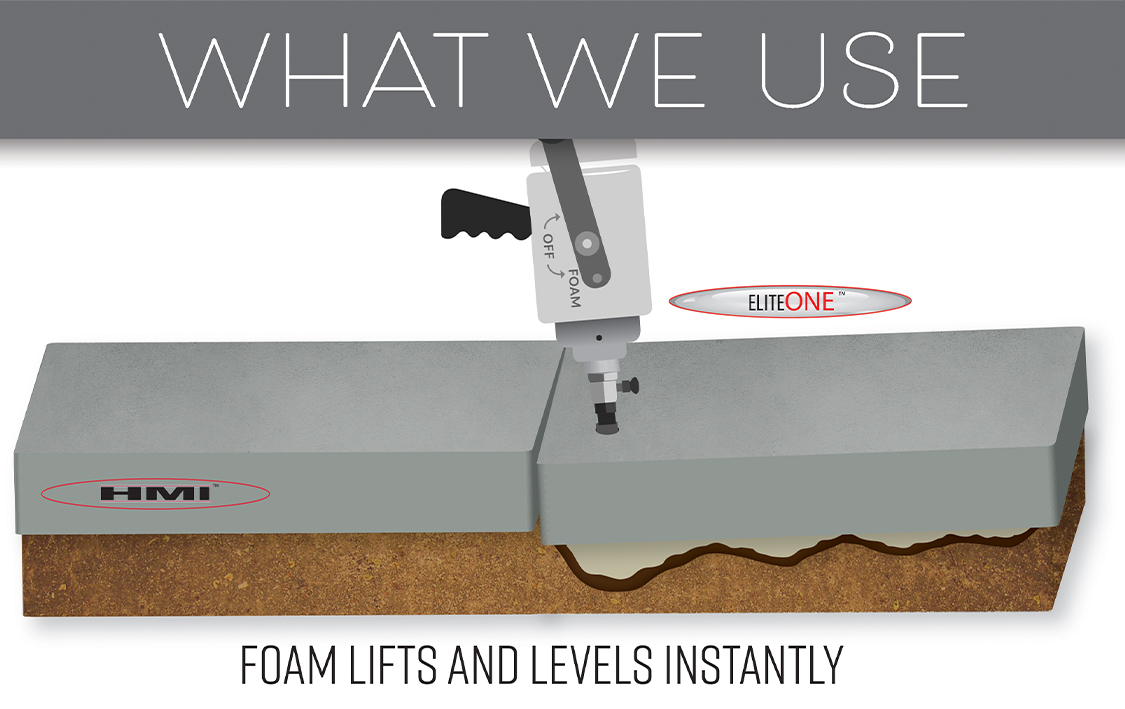 WHAT WE USE
OFF
FOAM
ELITEONE™
HMI™
FOAM LIFTS AND LEVELS INSTANTLY